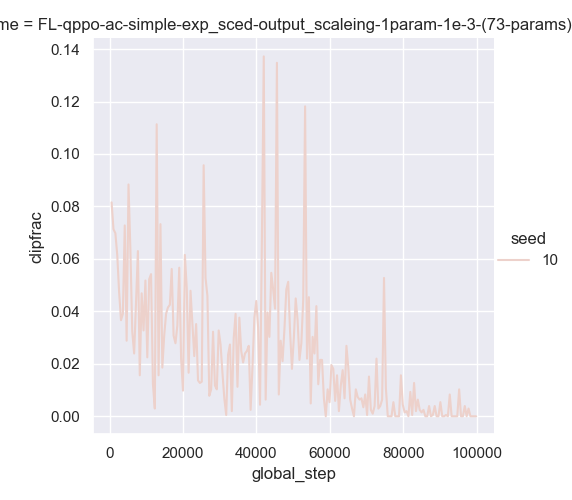 me = FL-qppo-ac-simple-exp_sced-output_scaleing-1param-1e-3-(73-params)
0.14
0.12
0.10
0.08
0.06
0.04
0.02
0.00
clipfrac
0 20000 40000 60000 80000 100000
global_step
seed
10